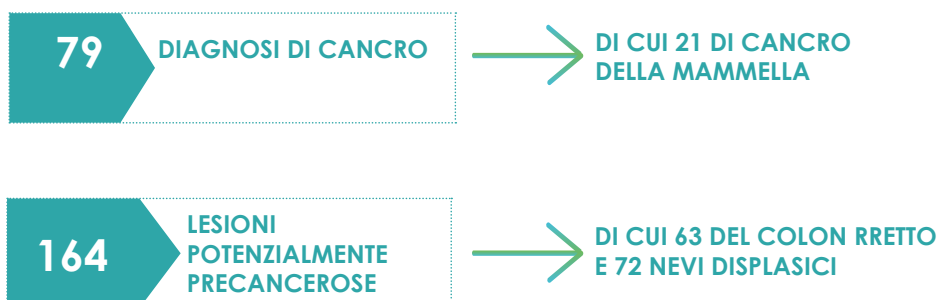 79
DIAGNOSI DI CANCRO
DI CUI 21 DI CANCRO
DELLA MAMMELLA
164
LESIONI
POTENZIALMENTE
PRECANCEROSE
DI CUI 63 DEL COLON RRETTO
E 72 NEVI DISPLASICI